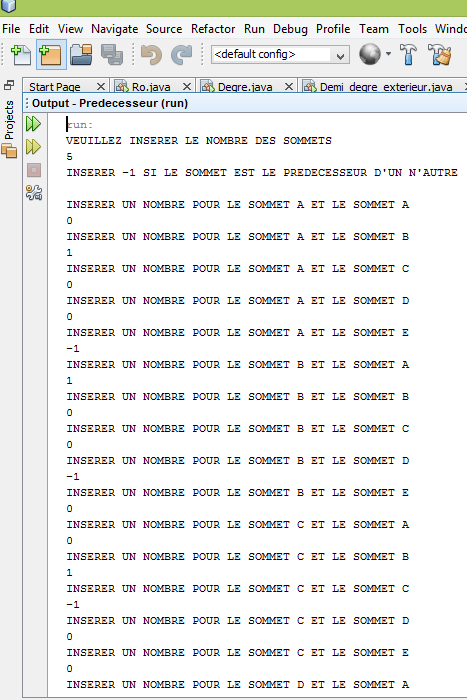 File Edit View Navigate Source Refactor Run Debug Profile Team Tools Windo
<default config>
Start Page Ro.java Degre.java Demi_degre_exterieur.java
Output - Predecesseur (run)
Projects
run:
VEUILLEZ INSERER LE NOMBRE DES SOMMETS
5
INSERER -1 SI LE SOMMET EST LE PREDECESSEUR D'UN N'AUTRE
INSERER UN NOMBRE POUR LE SOMMET A ET LE SOMMET A
0
INSERER UN NOMBRE POUR LE SOMMET A ET LE SOMMET B
1
INSERER UN NOMBRE POUR LE SOMMET A ET LE SOMMET C
0
INSERER UN NOMBRE POUR LE SOMMET A ET LE SOMMET D
0
INSERER UN NOMBRE POUR LE SOMMET A ET LE SOMMET E
-1
INSERER UN NOMBRE POUR LE SOMMET B ET LE SOMMET A
1
INSERER UN NOMBRE POUR LE SOMMET B ET LE SOMMET B
0
INSERER UN NOMBRE POUR LE SOMMET B ET LE SOMMET C
0
INSERER UN NOMBRE POUR LE SOMMET B ET LE SOMMET D
-1
INSERER UN NOMBRE POUR LE SOMMET B ET LE SOMMET E
0
INSERER UN NOMBRE POUR LE SOMMET C ET LE SOMMET A
0
INSERER UN NOMBRE POUR LE SOMMET C ET LE SOMMET B
1
INSERER UN NOMBRE POUR LE SOMMET C ET LE SOMMET C
-1
INSERER UN NOMBRE POUR LE SOMMET C ET LE SOMMET D
0
INSERER UN NOMBRE POUR LE SOMMET C ET LE SOMMET E
0
INSERER UN NOMBRE POUR LE SOMMET D ET LE SOMMET A